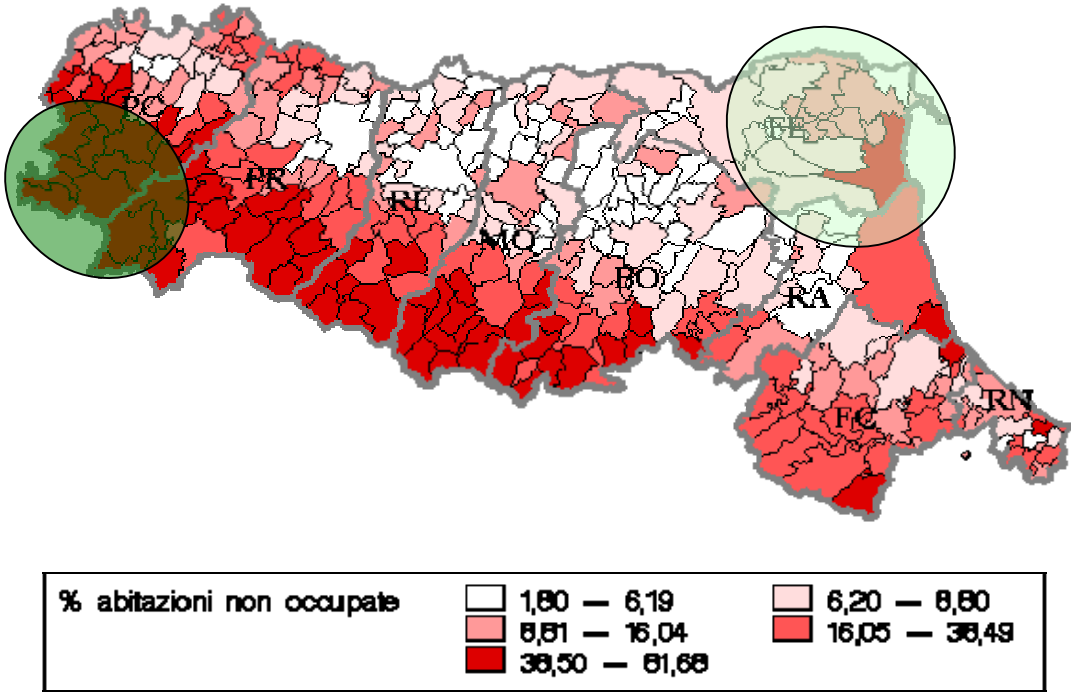 PC
FE
PR
RE
MO
BO
RA
RN
FC
% abitazioni non occupate
1,80 — 6,19
6,20 — 8,80
8,81 — 16,04
16,05 — 38,49
38,50 — 81,68